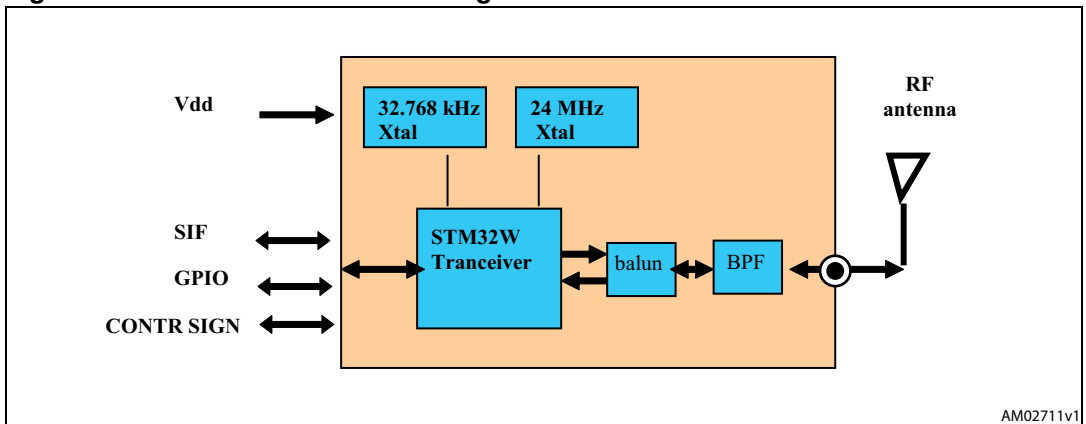 Vdd
32.768 kHz
Xtal
24 MHz
Xtal
RF
antenna
SIF
GPIO
CONTR SIGN
STM32W
Tranceiver
balun
BPF
AM02711v1